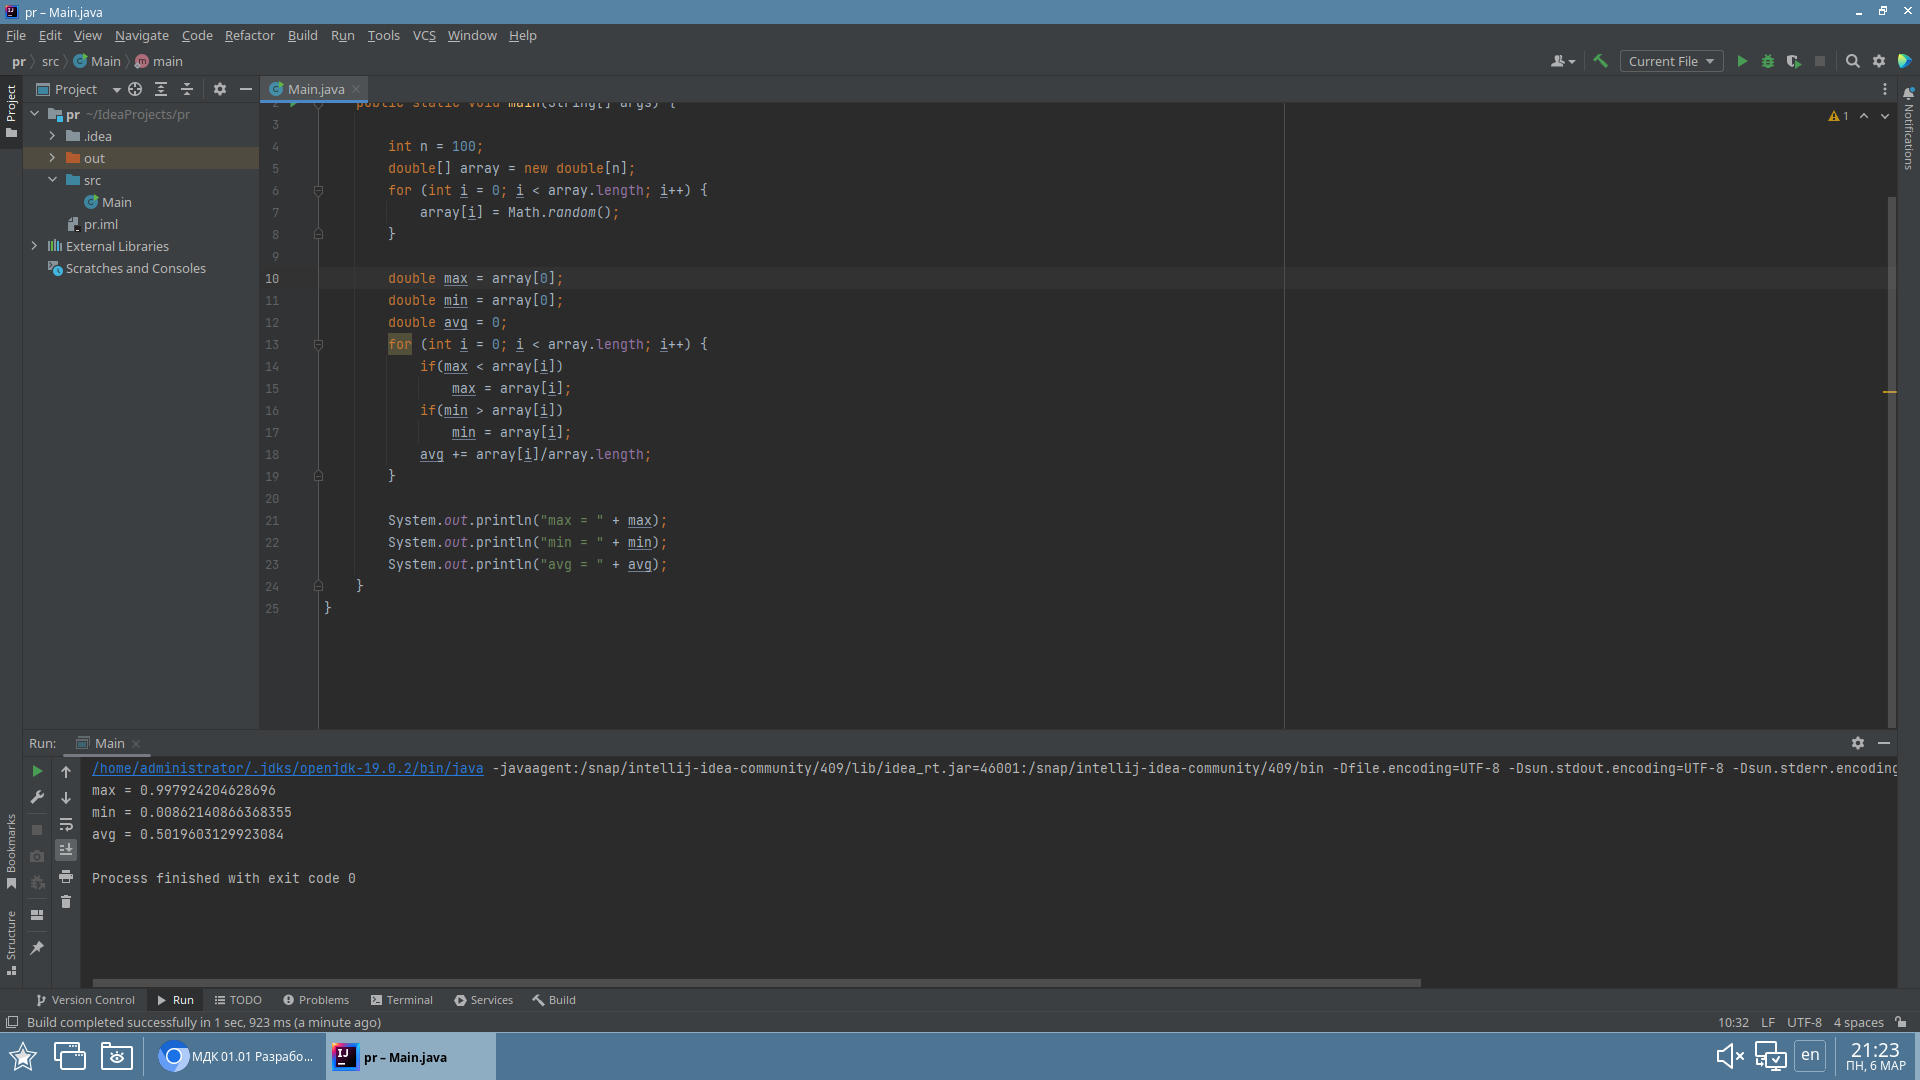 pr – Main.java
File Edit View Navigate Code Refactor Build Run Tools VCS Window Help
pr src Main main
Current File
Project
Project
Main.java
Notifications
pr ~/IdeaProjects/pr
.idea
out
src
Main
pr.iml
External Libraries
Scratches and Consoles
1
2 public static void main(String[] args) {
3
4 int n = 100;
5 double[] array = new double[n];
6 for (int i = 0; i < array.length; i++) {
7 array[i] = Math.random();
8 }
9
10 double max = array[0];
11 double min = array[0];
12 double avg = 0;
13 for (int i = 0; i < array.length; i++) {
14 if(max < array[i])
15 max = array[i];
16 if(min > array[i])
17 min = array[i];
18 avg += array[i]/array.length;
19 }
20
21 System.out.println("max = " + max);
22 System.out.println("min = " + min);
23 System.out.println("avg = " + avg);
24 }
25 }
Run: Main
/home/administrator/.jdks/openjdk-19.0.2/bin/java -javaagent:/snap/intellij-idea-community/409/lib/idea_rt.jar=46001:/snap/intellij-idea-community/409/bin -Dfile.encoding=UTF-8 -Dsun.stdout.encoding=UTF-8 -Dsun.stderr.encoding
max = 0.997924204628696
min = 0.00862140866368355
avg = 0.5019603129923084
Process finished with exit code 0
Bookmarks
Structure
Version Control Run TODO Problems Terminal Services Build
Build completed successfully in 1 sec, 923 ms (a minute ago)
10:32 LF UTF-8 4 spaces
МДК 01.01 Разрабо...
pr – Main.java
en
21:23
ПН, 6 МАР